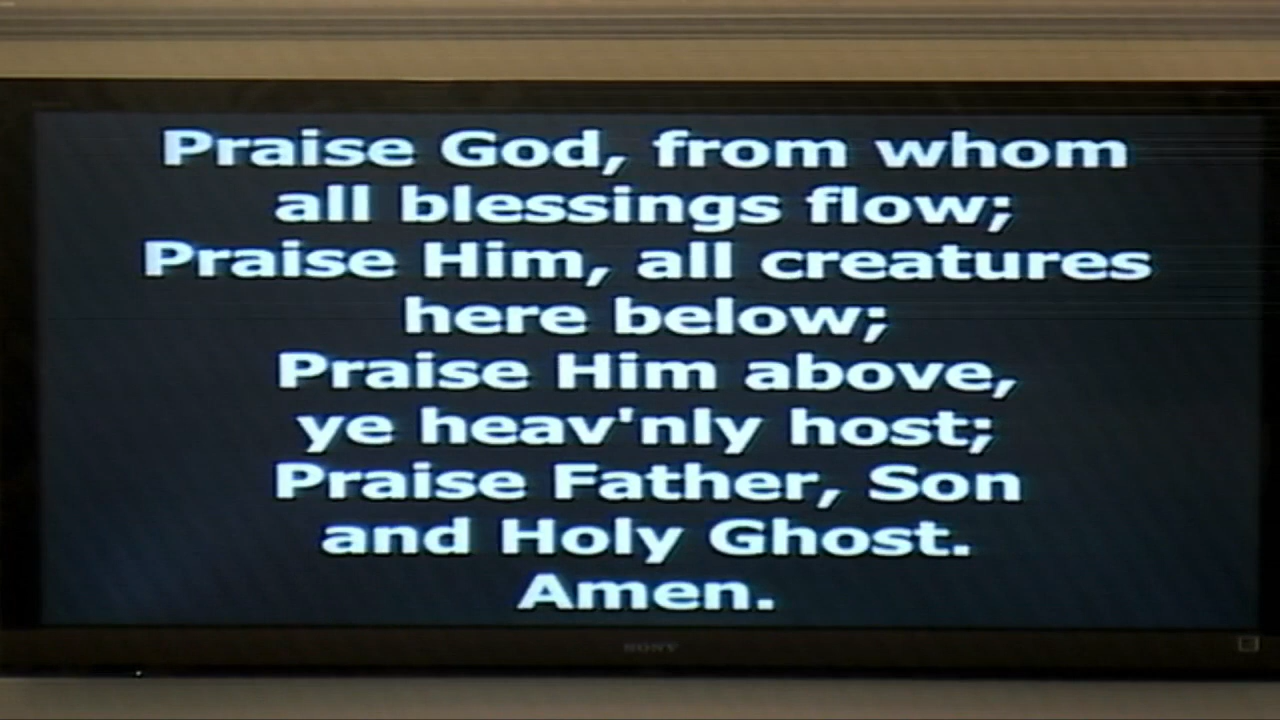 Praise God, from whom
all blessings flow;
Praise Him, all creatures
here below;
Praise Him above,
ye heav'nly host;
Praise Father, Son
and Holy Ghost.
Amen.
SONY